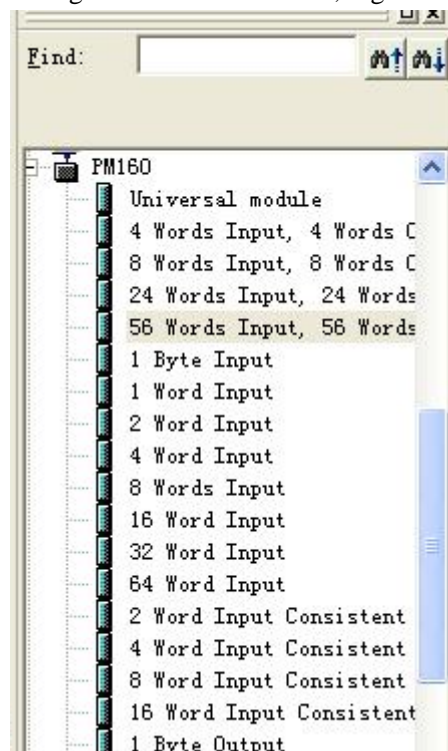 Find:
PM160
Universal module
4 Words Input, 4 Words
8 Words Input, 8 Words
24 Words Input, 24 Words
56 Words Input, 56 Words
1 Byte Input
1 Word Input
2 Word Input
4 Word Input
8 Words Input
16 Word Input
32 Word Input
64 Word Input
2 Word Input Consistent
4 Word Input Consistent
8 Word Input Consistent
16 Word Input Consistent
1 Byte Output